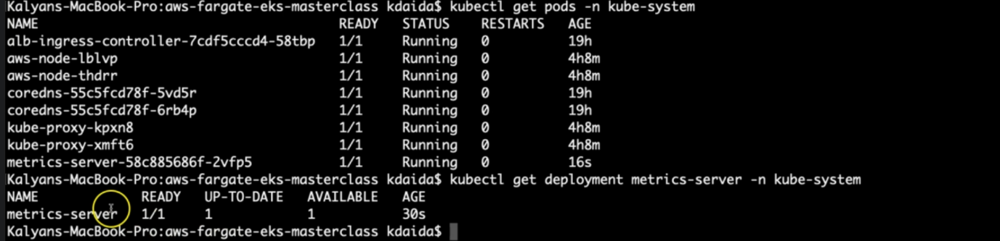 Kalyans-MacBook-Pro:aws-fargate-eks-masterclass kdaida$ kubectl get pods -n kube-system
NAME READY STATUS RESTARTS AGE
alb-ingress-controller-7cdf5cccd4-58tbp 1/1 Running 0 19h
aws-node-lblvp 1/1 Running 0 4h8m
aws-node-thdrr 1/1 Running 0 4h8m
coredns-55c5fcd78f-5vd5r 1/1 Running 0 19h
coredns-55c5fcd78f-6rb4p 1/1 Running 0 19h
kube-proxy-kpxn8 1/1 Running 0 4h8m
kube-proxy-xmft6 1/1 Running 0 4h8m
metrics-server-58c885686f-2vfp5 1/1 Running 0 16s
Kalyans-MacBook-Pro:aws-fargate-eks-masterclass kdaida$ kubectl get deployment metrics-server -n kube-system
NAME READY UP-TO-DATE AVAILABLE AGE
metrics-server 1/1 1 1 30s
Kalyans-MacBook-Pro:aws-fargate-eks-masterclass kdaida$